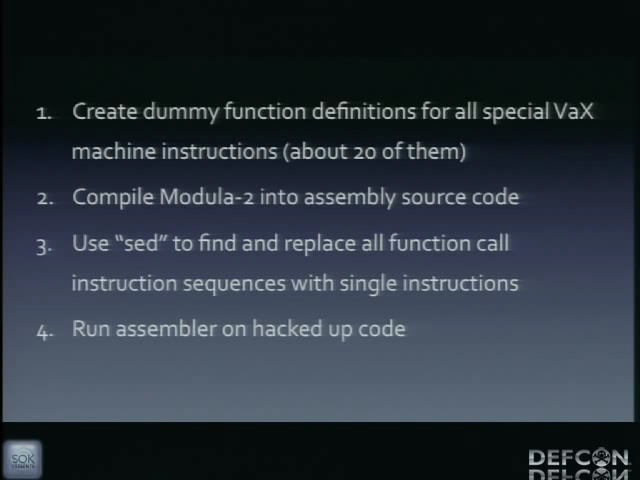 1. Create dummy function definitions for all special VaX
machine instructions (about 20 of them)
2. Compile Modula-2 into assembly source code
3. Use “sed” to find and replace all function call
instruction sequences with single instructions
4. Run assembler on hacked up code
SOK
DEFCON